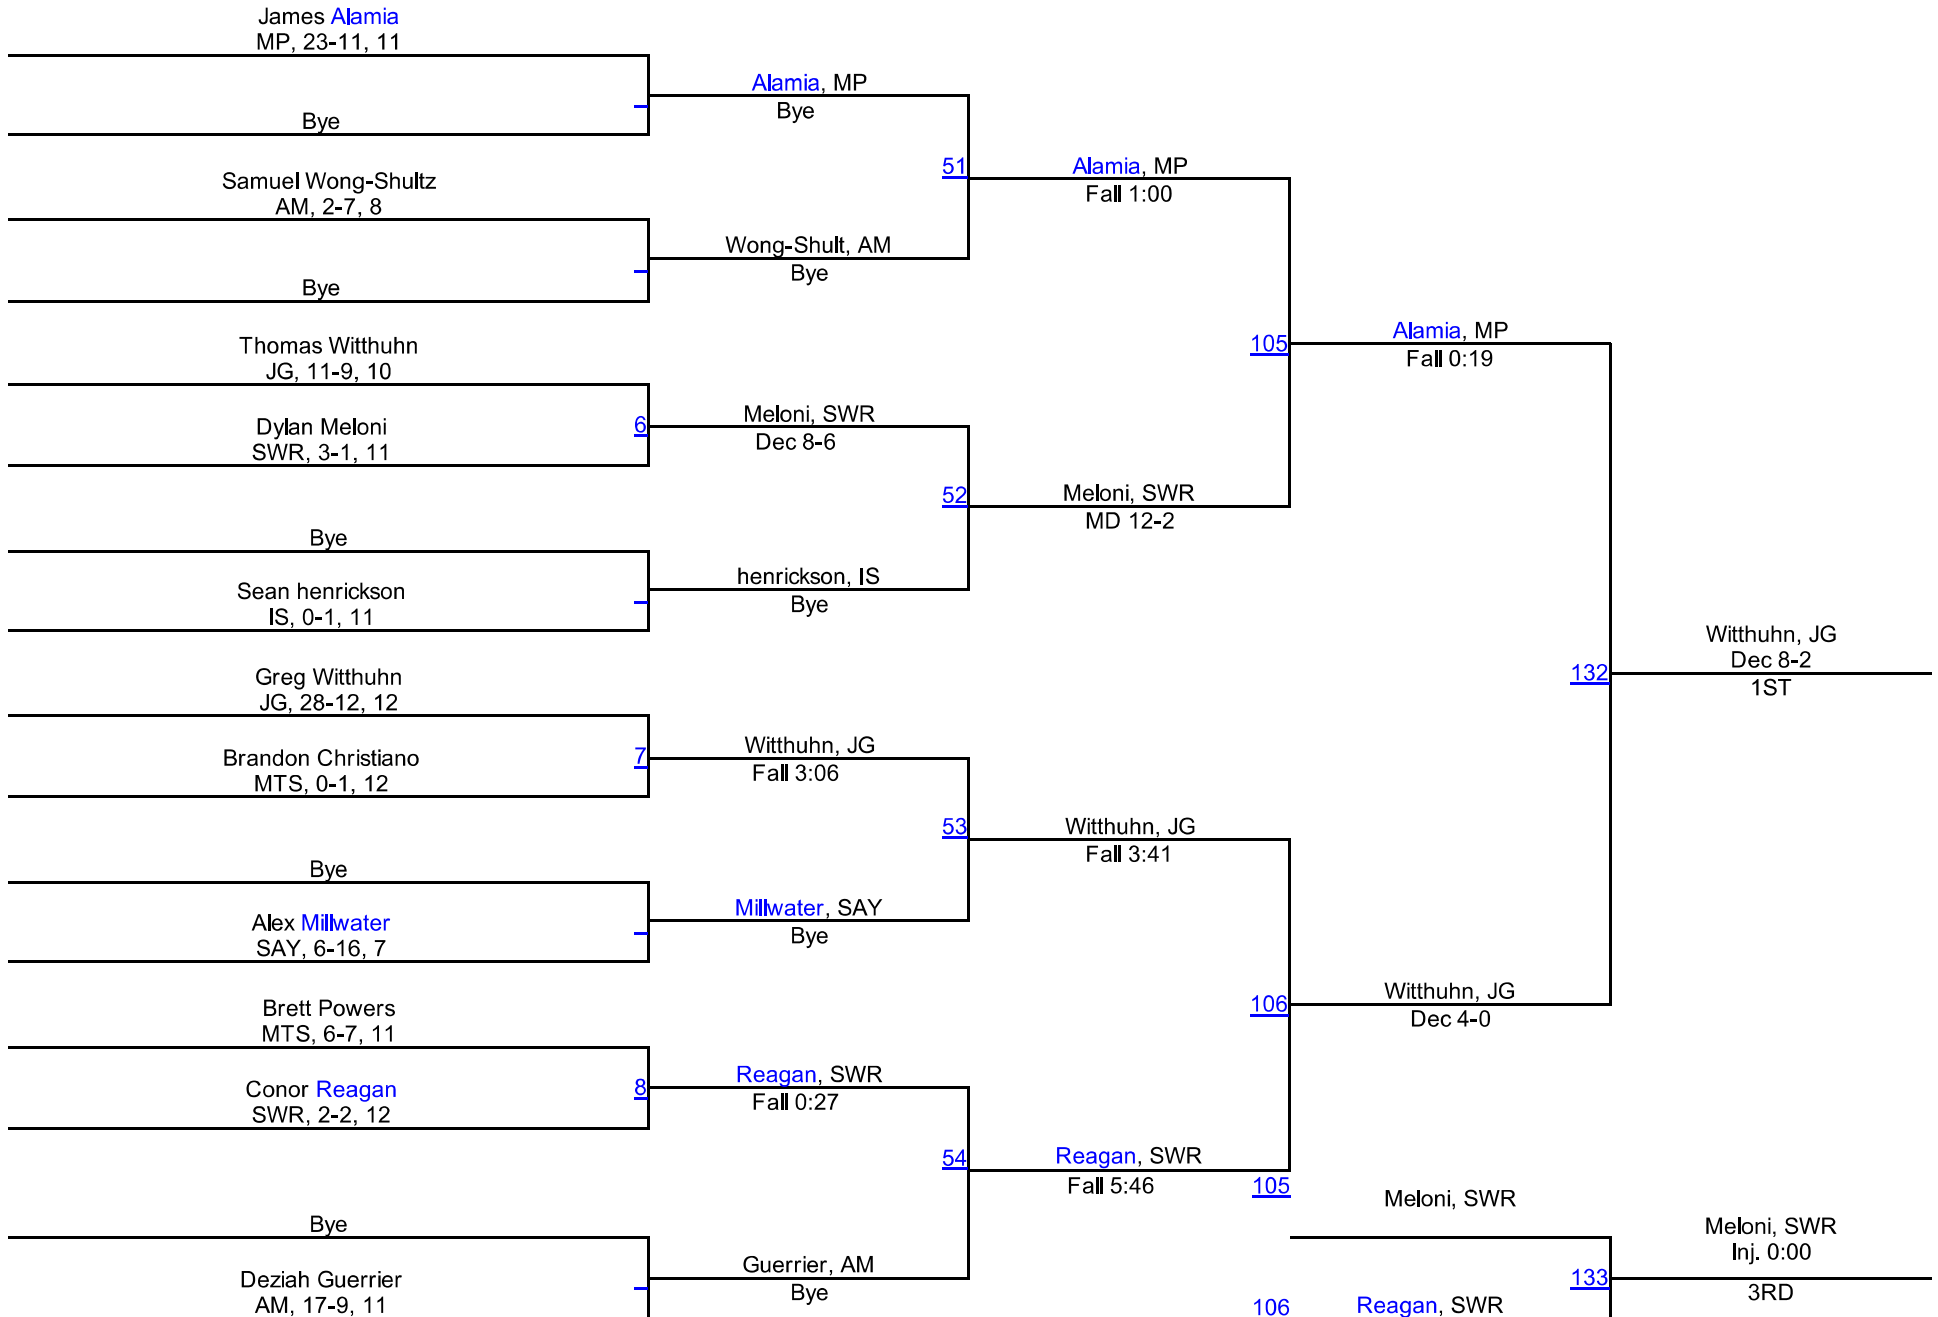 James Alamia
MP, 23-11, 11
Bye
Samuel Wong-Shultz
AM, 2-7, 8
Bye
Thomas Witthuhn
JG, 11-9, 10
Dylan Meloni
SWR, 3-1, 11
6
Bye
Sean henrickson
IS, 0-1, 11
Greg Witthuhn
JG, 28-12, 12
Brandon Christiano
MTS, 0-1, 12
7
Bye
Alex Millwater
SAY, 6-16, 7
Brett Powers
MTS, 6-7, 11
Conor Reagan
SWR, 2-2, 12
8
Bye
Deziah Guerrier
AM, 17-9, 11
Alamia, MP
Bye
51
Wong-Shult, AM
Bye
Meloni, SWR
Dec 8-6
52
henrickson, IS
Bye
Witthuhn, JG
Fall 3:06
53
Millwater, SAY
Bye
Reagan, SWR
Fall 0:27
54
Guerrier, AM
Bye
Alamia, MP
Fall 1:00
105
Meloni, SWR
MD 12-2
Witthuhn, JG
Fall 3:41
106
Reagan, SWR
Fall 5:46
Alamia, MP
Fall 0:19
132
Witthuhn, JG
Dec 4-0
Witthuhn, JG
Dec 8-2
1ST
105
Meloni, SWR
133
106
Reagan, SWR
Meloni, SWR
Inj. 0:00
3RD